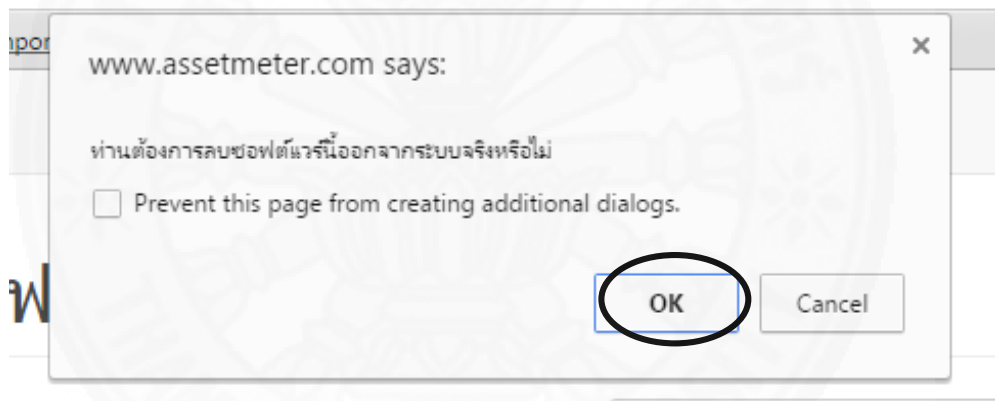 www.assetmeter.com says:
ท่านต้องการลบซอฟต์แวร์นี้ออกจากระบบจริงหรือไม่
Prevent this page from creating additional dialogs.
OK
Cancel